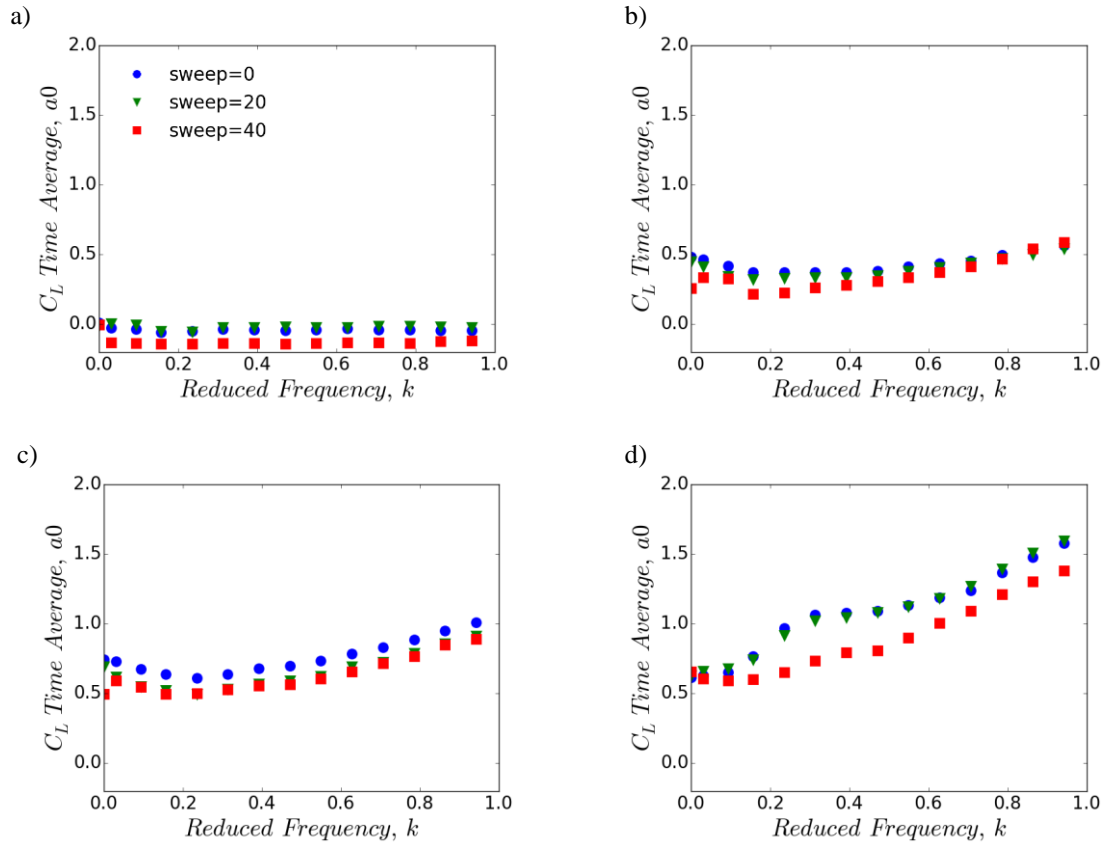 a)
2.0
1.5
1.0
0.5
0.0
C_L Time Average, a0
sweep=0
sweep=20
sweep=40
0.0 0.2 0.4 0.6 0.8 1.0
Reduced Frequency, k
b)
2.0
1.5
1.0
0.5
0.0
C_L Time Average, a0
0.0 0.2 0.4 0.6 0.8 1.0
Reduced Frequency, k
c)
2.0
1.5
1.0
0.5
0.0
C_L Time Average, a0
0.0 0.2 0.4 0.6 0.8 1.0
Reduced Frequency, k
d)
2.0
1.5
1.0
0.5
0.0
C_L Time Average, a0
0.0 0.2 0.4 0.6 0.8 1.0
Reduced Frequency, k